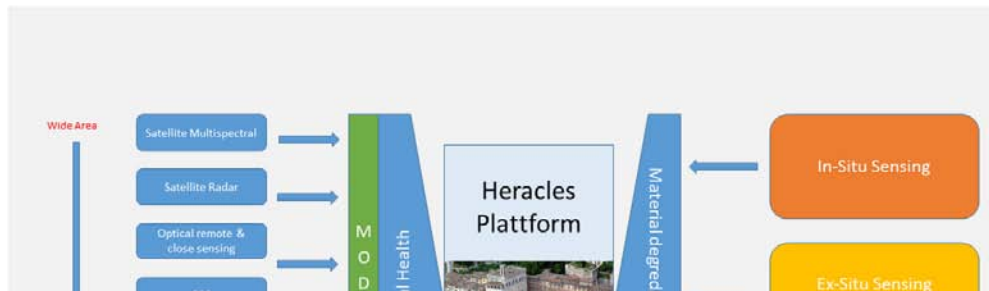 Wide Area
Satellite Multispectral
Satellite Radar
Optical remote &
close sensing
M
O
D
Health
Heracles
Plattform
Material
In-Situ Sensing
Ex-Situ Sensing